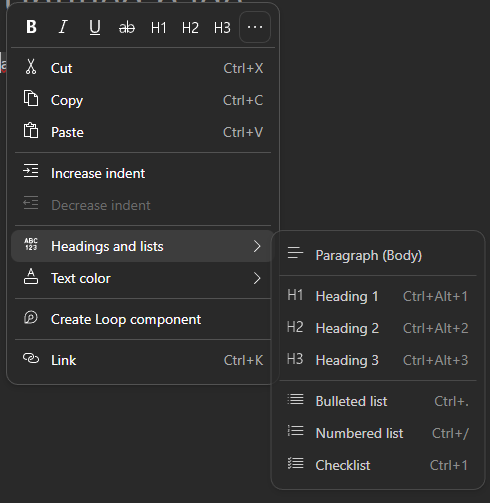 B I U ab H1 H2 H3 ...
Cut Ctrl+X
Copy Ctrl+C
Paste Ctrl+V
Increase indent
Decrease indent
ABC
123
Headings and lists
Text color
Create Loop component
Link Ctrl+K
Paragraph (Body)
H1 Heading 1 Ctrl+Alt+1
H2 Heading 2 Ctrl+Alt+2
H3 Heading 3 Ctrl+Alt+3
Bulleted list Ctrl+.
Numbered list Ctrl+/
Checklist Ctrl+1